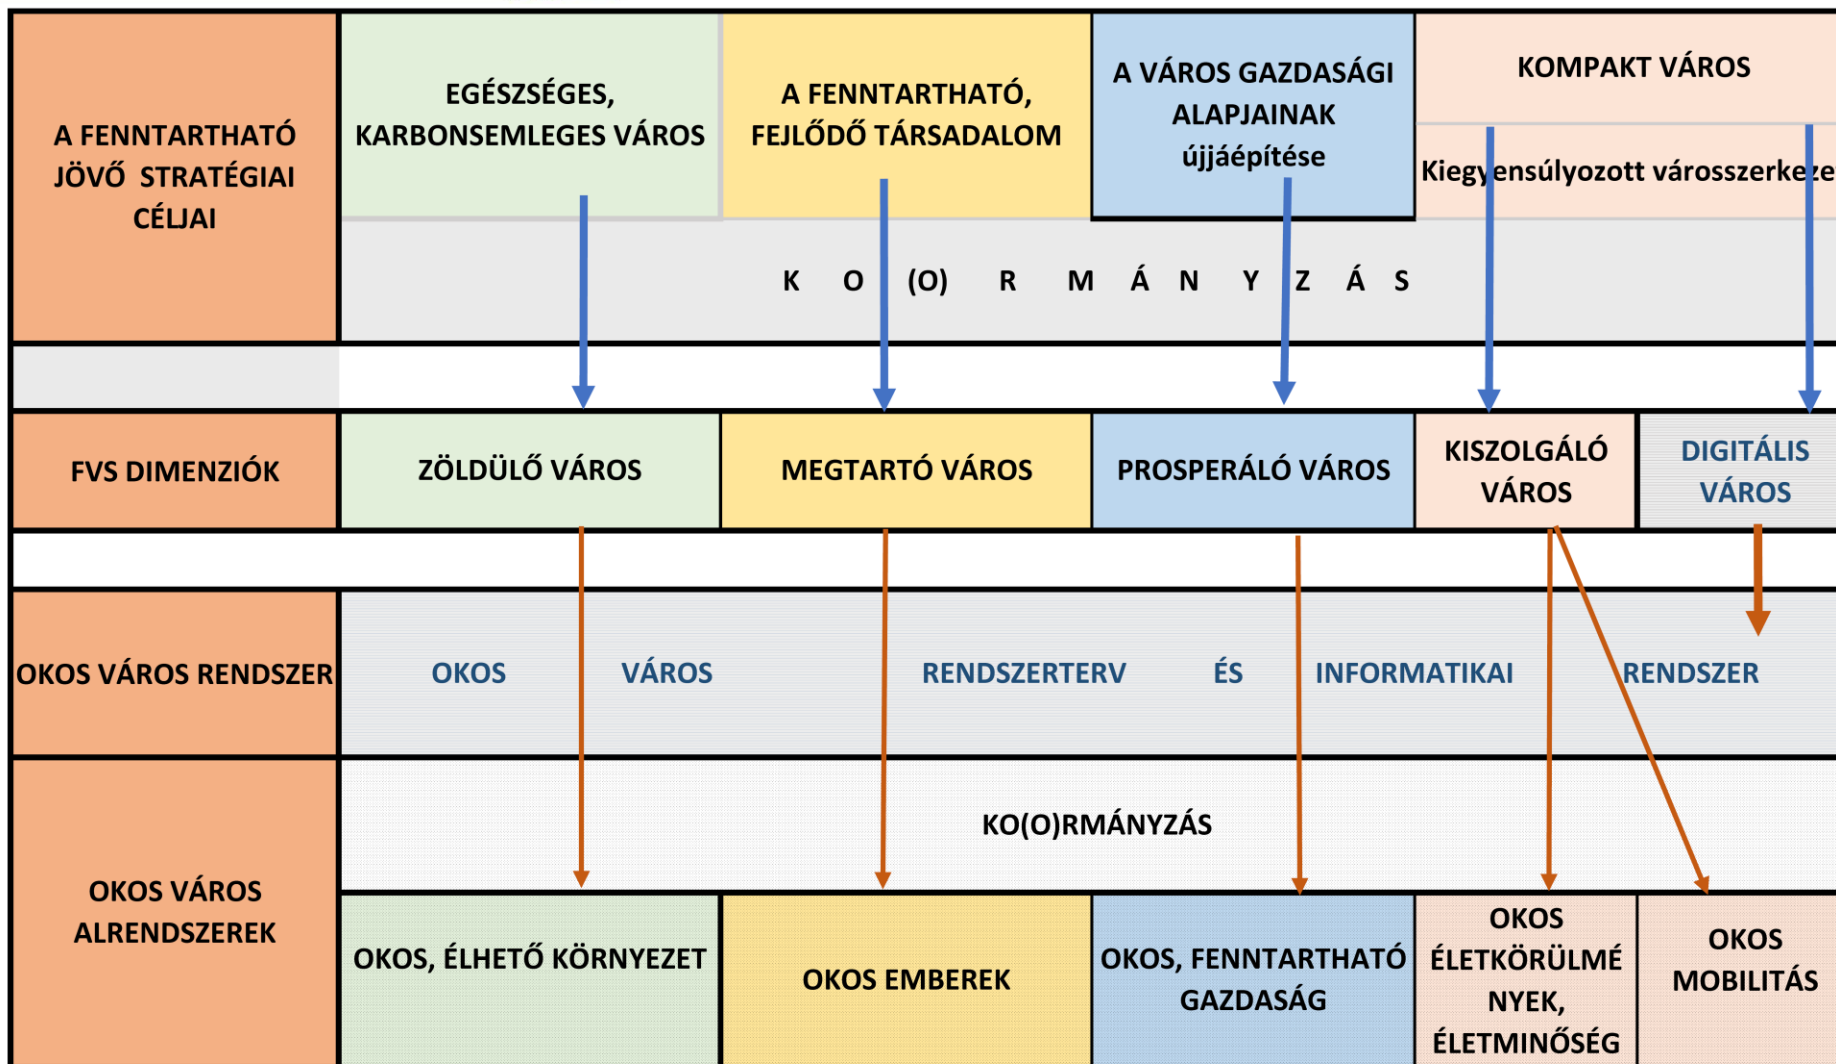 A FENNTARTHATÓ
JÖVŐ STRATÉGIAI
CÉLJAI
EGÉSZSÉGES,
KARBONSEMLEGES VÁROS
A FENNTARTHATÓ,
FEJLŐDŐ TÁRSADALOM
A VÁROS GAZDASÁGI
ALAPJAINAK
újjáépítése
KOMPAKT VÁROS
Kiegyensúlyozott városszerkezet
K O (O) R M Á N Y Z Á S
FVS DIMENZIÓK
ZÖLDÜLŐ VÁROS
MEGTARTÓ VÁROS
PROSPERÁLÓ VÁROS
KISZOLGÁLÓ
VÁROS
DIGITÁLIS
VÁROS
OKOS VÁROS RENDSZER
OKOS VÁROS RENDSZERTERV ÉS INFORMATIKAI RENDSZER
OKOS VÁROS
ALRENDSZEREK
KO(O)RMÁNYZÁS
OKOS, ÉLHETŐ KÖRNYEZET
OKOS EMBEREK
OKOS, FENNTARTHATÓ
GAZDASÁG
OKOS
ÉLETKÖRÜLMÉ
NYEK,
ÉLETMINŐSÉG
OKOS
MOBILITÁS